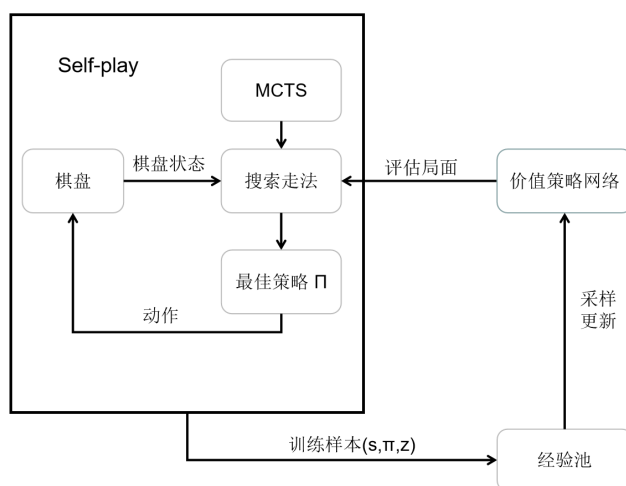 Self-play
MCTS
棋盘状态
评估局面
棋盘
搜索走法
价值策略网络
最佳策略 Π
动作
采样
更新
训练样本(s,π,z)
经验池